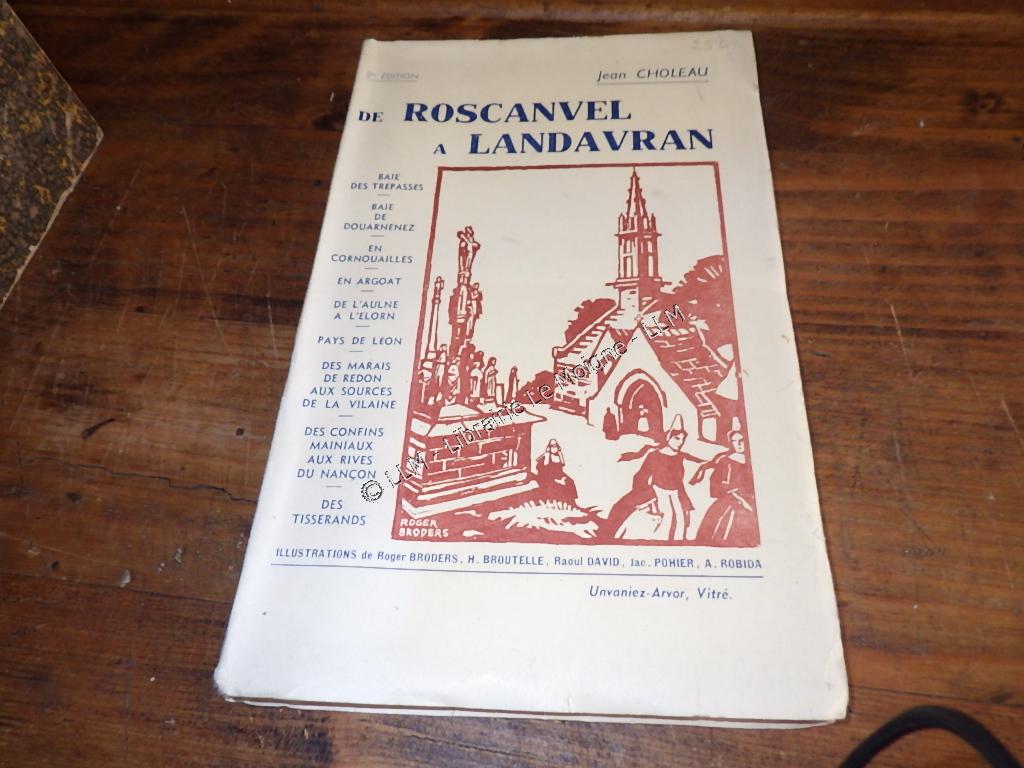 254
2e EDITION
Jean CHOLEAU
DE ROSCANVEL
A LANDAVRAN
BAIE
DES TREPASSES
BAIE
DE
DOUARNENEZ
EN
CORNOUAILLES
EN ARGOAT
DE L'AULNE
A L'ELORN
PAYS DE LEON
DES MARAIS
DE REDON
AUX SOURCES
DE LA VILAINE
DES CONFINS
MAINIAUX
AUX RIVES
DU NANÇON
DES
TISSERANDS
ROGER
BRODERS
© LLM - Librairie Le Moigne - LLM
ILLUSTRATIONS de Roger BRODERS, H. BROUTELLE, Raoul DAVID, Jac. POHIER, A. ROBIDA
Unvaniez-Arvor, Vitré.